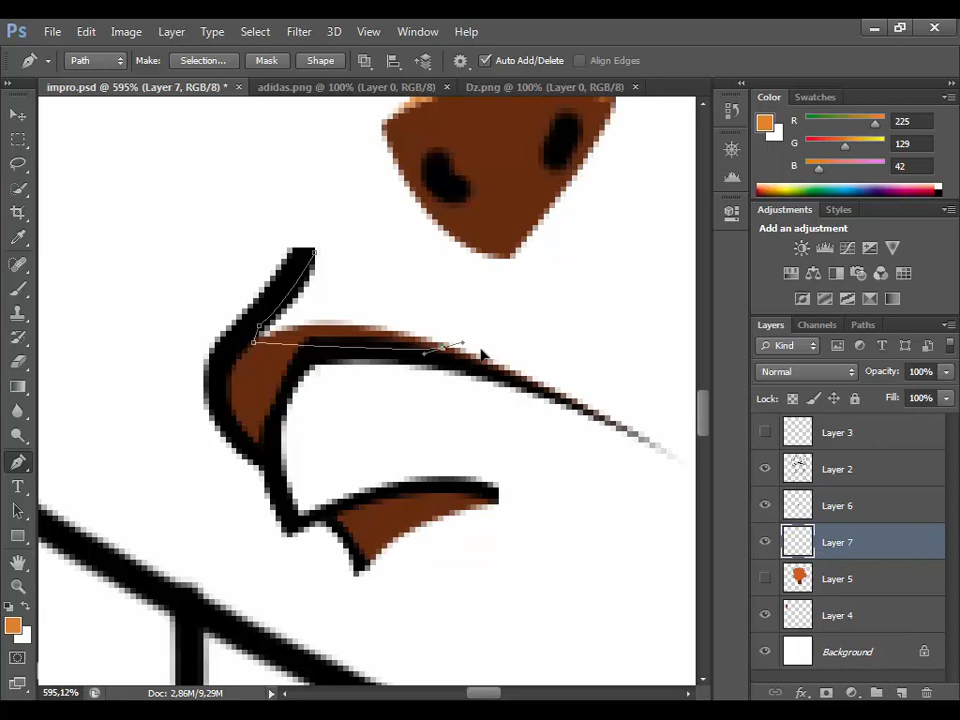 Ps File Edit Image Layer Type Select Filter 3D View Window Help
Path Make: Selection... Mask Shape Auto Add/Delete Align Edges
impro.psd @ 595% (Layer 7, RGB/8) * × adidas.png @ 100% (Layer 0, RGB/8) × Dz.png @ 100% (Layer 0, RGB/8) ×
Color Swatches
R 225
G 129
B 42
Adjustments Styles
Add an adjustment
Layers Channels Paths
Kind
Normal Opacity: 100%
Lock: Fill: 100%
Layer 3
Layer 2
Layer 6
Layer 7
Layer 5
Layer 4
Background
595,12% Doc: 2,86M/9,29M